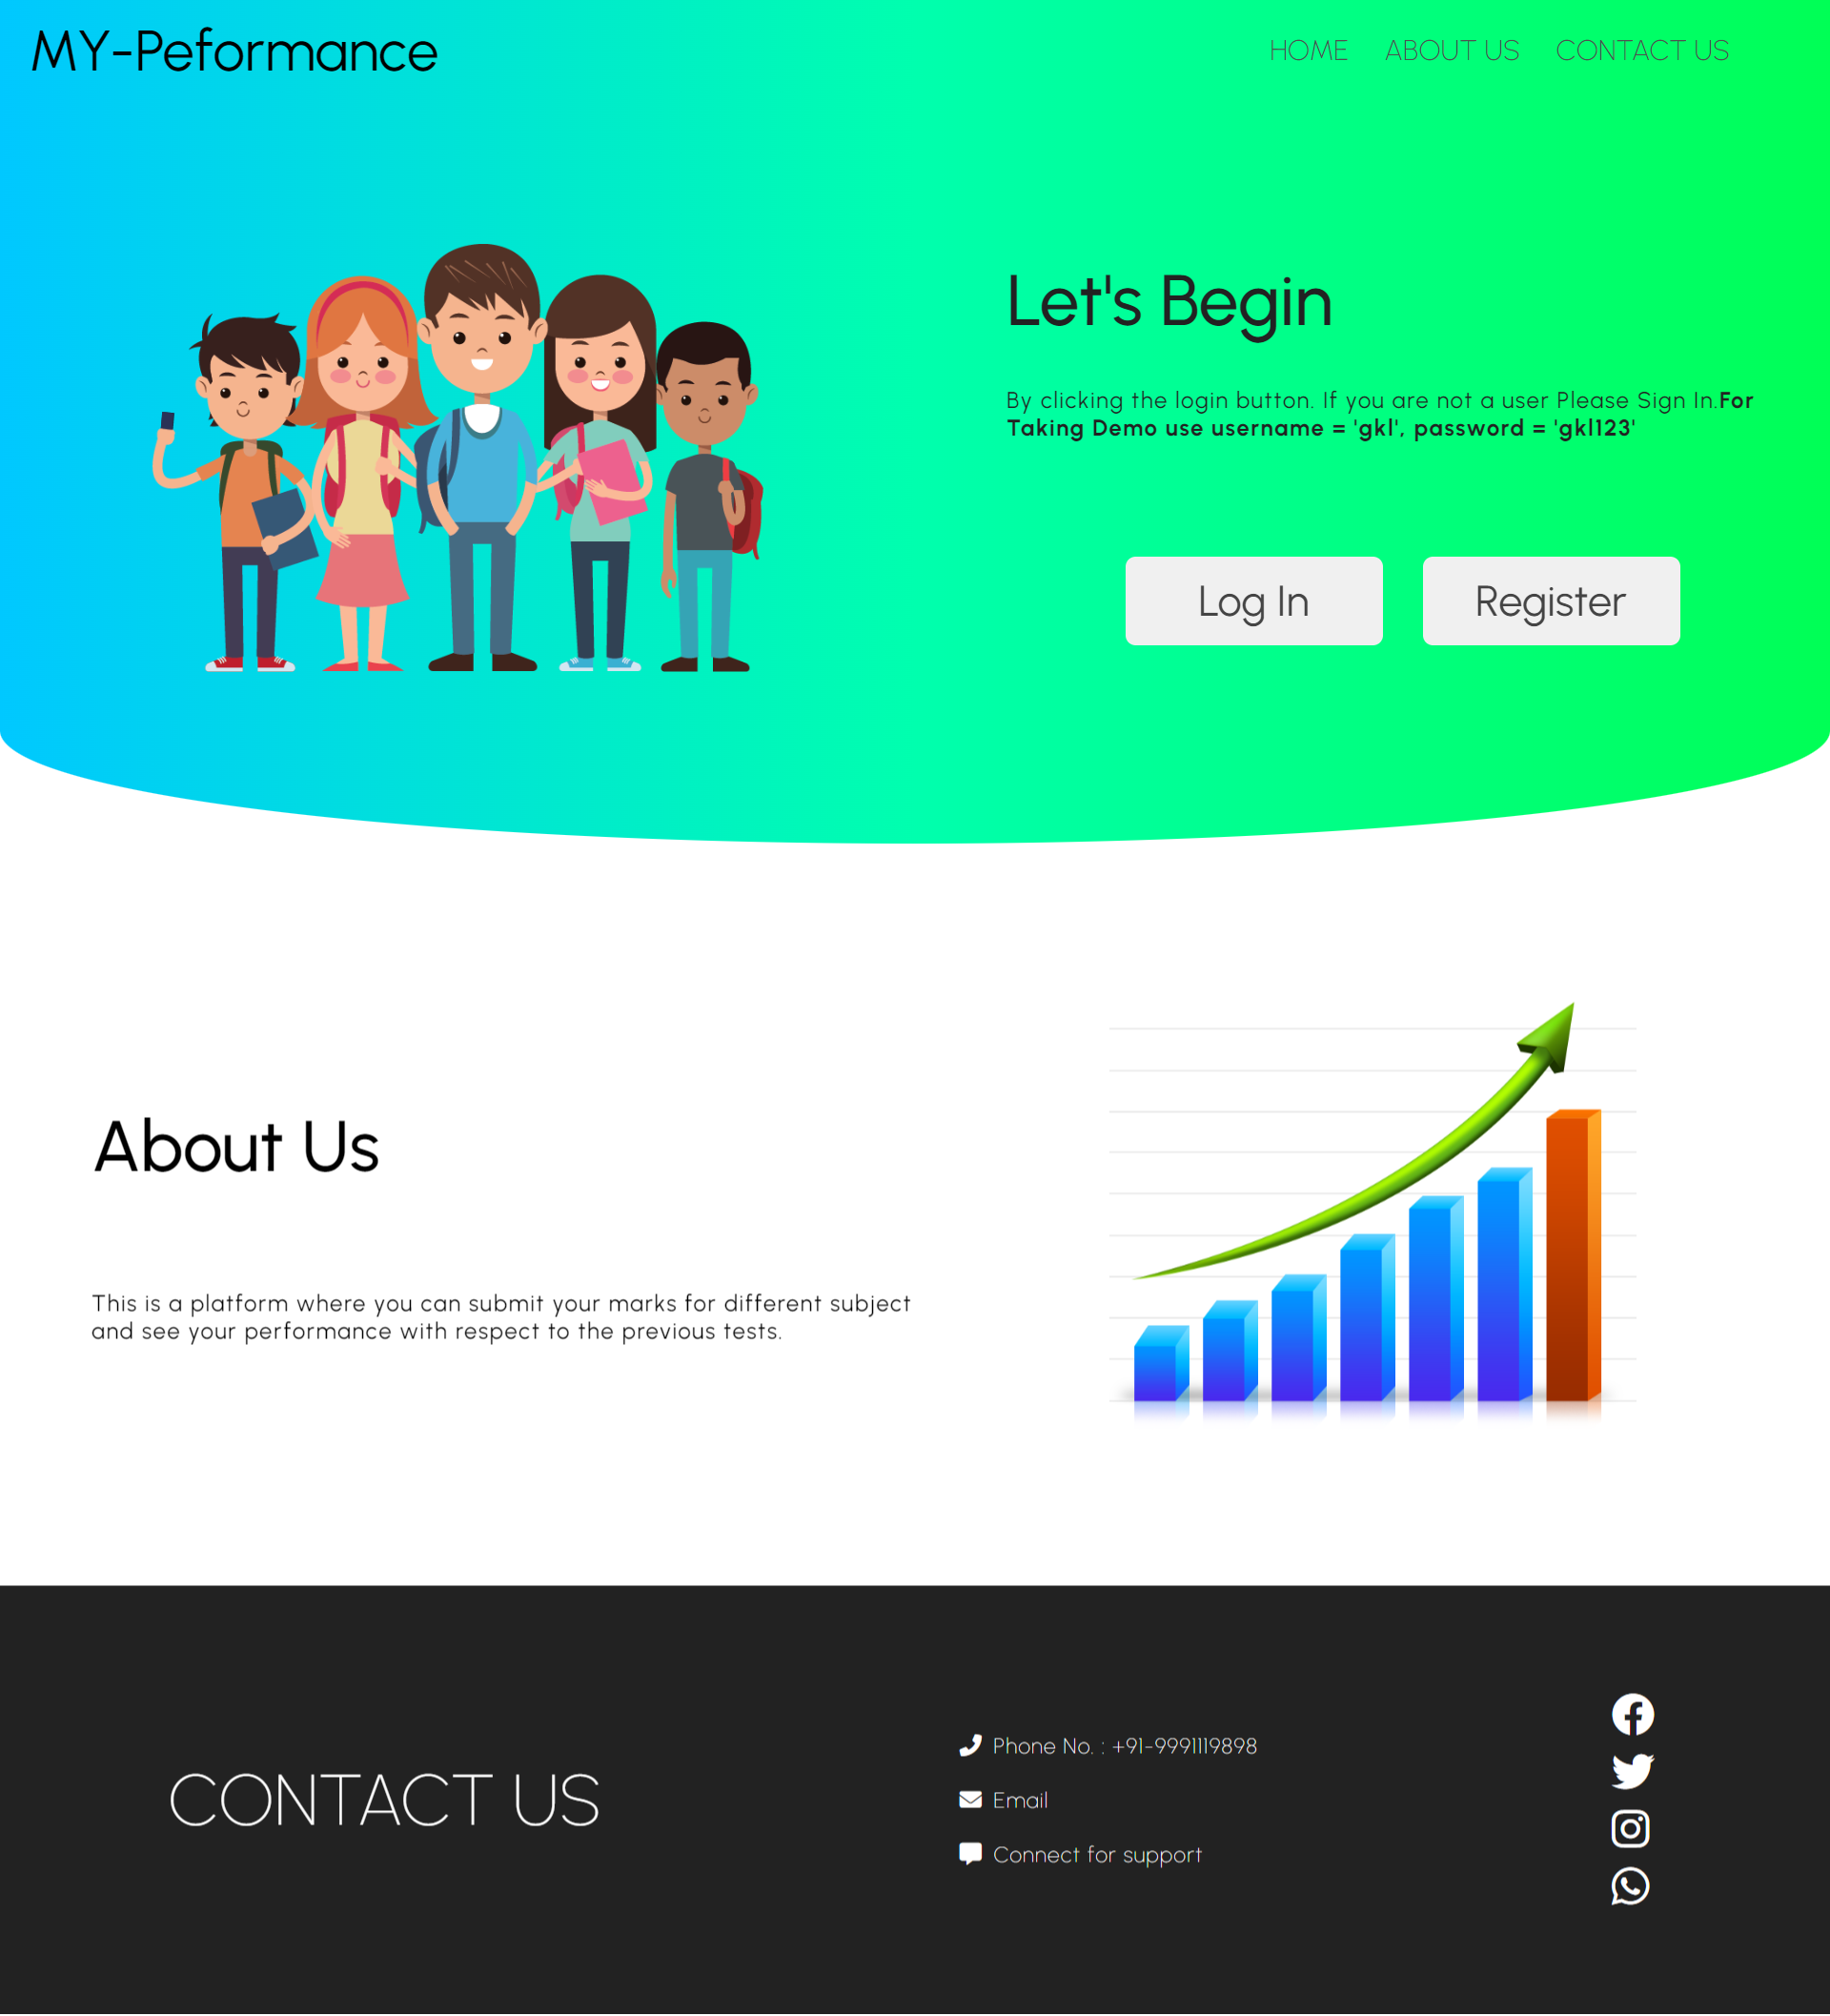 MY-Peformance
HOME ABOUT US CONTACT US
Let's Begin
By clicking the login button. If you are not a user Please Sign In.For
Taking Demo use username = 'gkl', password = 'gkl123'
Log In
Register
About Us
This is a platform where you can submit your marks for different subject
and see your performance with respect to the previous tests.
CONTACT US
Phone No. : +91-9991119898
Email
Connect for support